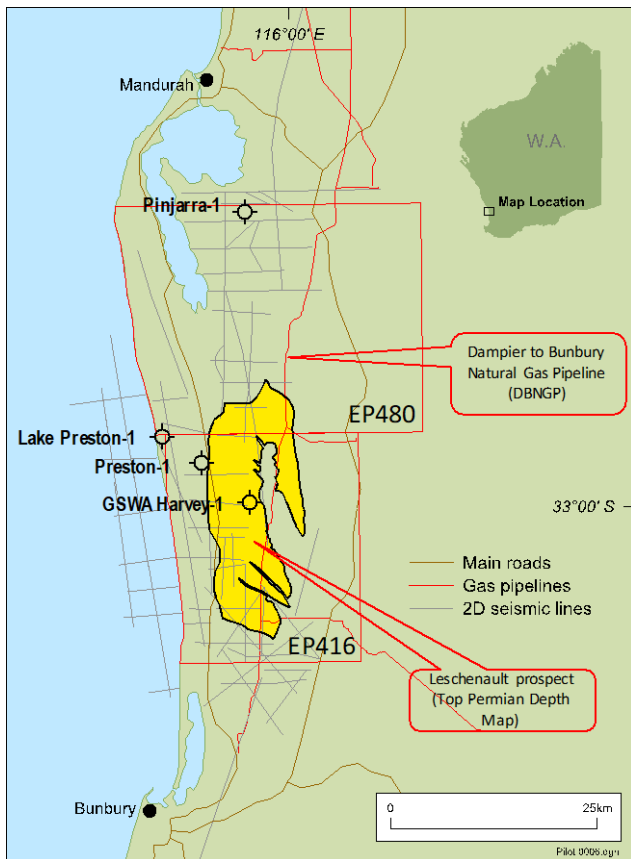 116°00' E
Mandurah
W.A.
Map Location
Pinjarra-1
Dampier to Bunbury
Natural Gas Pipeline
(DBNGP)
EP480
Lake Preston-1
Preston-1
GSWA Harvey-1
33°00' S
Main roads
Gas pipelines
2D seismic lines
EP416
Leschenault prospect
(Top Permian Depth
Map)
Bunbury
0
25km
Pilot 0006.dgn